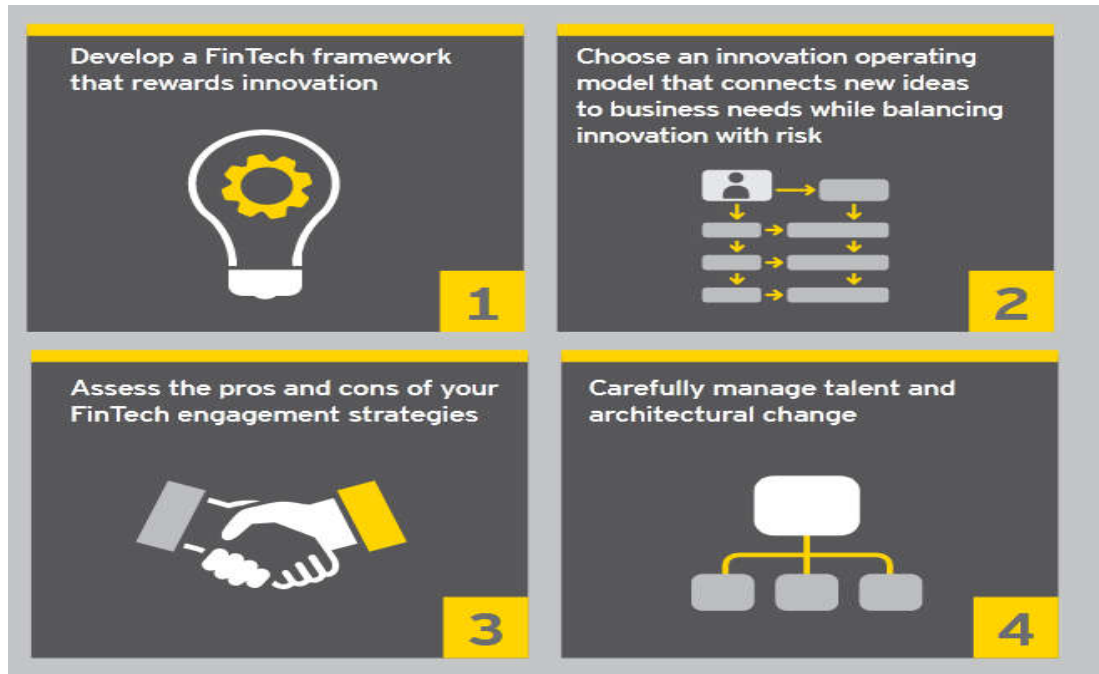 Develop a FinTech framework
that rewards innovation
1
Choose an innovation operating
model that connects new ideas
to business needs while balancing
innovation with risk
2
Assess the pros and cons of your
FinTech engagement strategies
3
Carefully manage talent and
architectural change
4